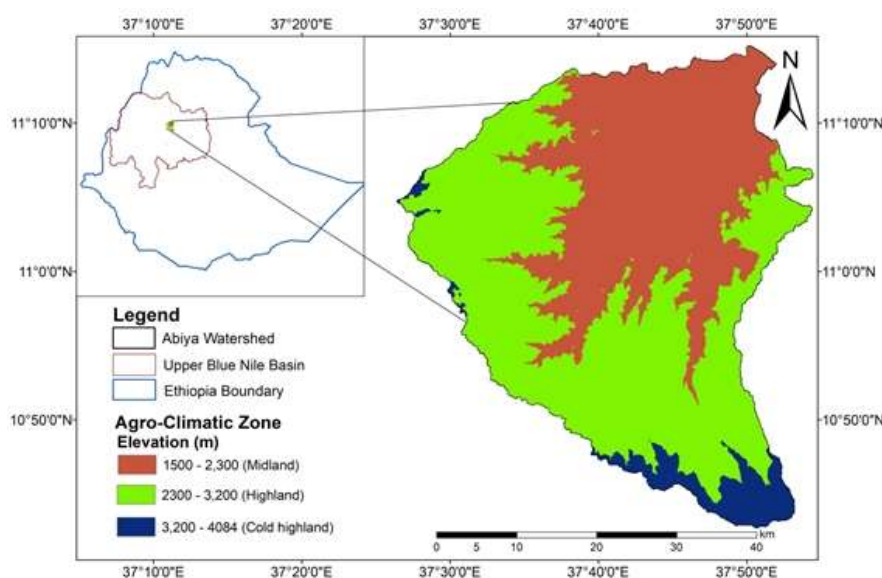 37°10'0"E 37°20'0"E 37°30'0"E 37°40'0"E 37°50'0"E
N
11°10'0"N 11°10'0"N
11°0'0"N 11°0'0"N
Legend
Abiya Watershed
Upper Blue Nile Basin
Ethiopia Boundary
10°50'0"N 10°50'0"N
Agro-Climatic Zone
Elevation (m)
1500 - 2,300 (Midland)
2300 - 3,200 (Highland)
3,200 - 4084 (Cold highland)
km
0 5 10 20 30 40
37°10'0"E 37°20'0"E 37°30'0"E 37°40'0"E 37°50'0"E